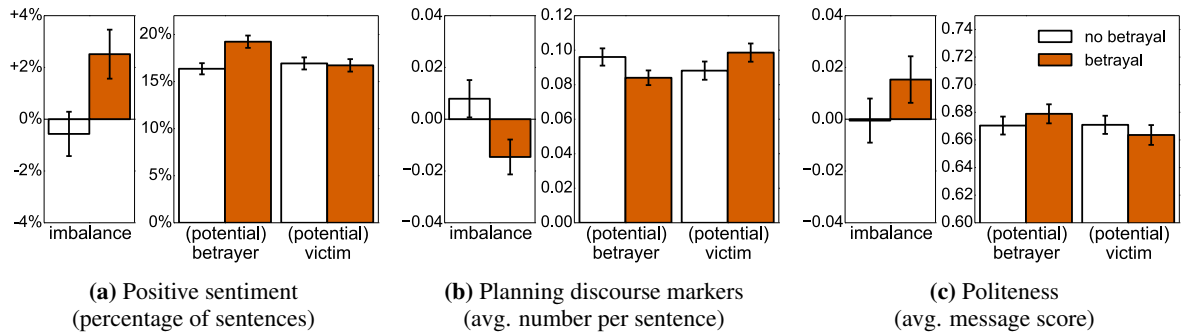 +4%
+2%
0%
-2%
-4%
imbalance
20%
15%
10%
5%
0%
(potential) (potential)
betrayer victim
0.04
0.02
0.00
−0.02
−0.04
imbalance
0.12
0.10
0.08
0.06
0.04
0.02
0.00
(potential) (potential)
betrayer victim
0.04
0.02
0.00
−0.02
−0.04
imbalance
0.76
0.74
0.72
0.70
0.68
0.66
0.64
0.62
0.60
no betrayal
betrayal
(potential) (potential)
betrayer victim
(a) Positive sentiment
(percentage of sentences)
(b) Planning discourse markers
(avg. number per sentence)
(c) Politeness
(avg. message score)